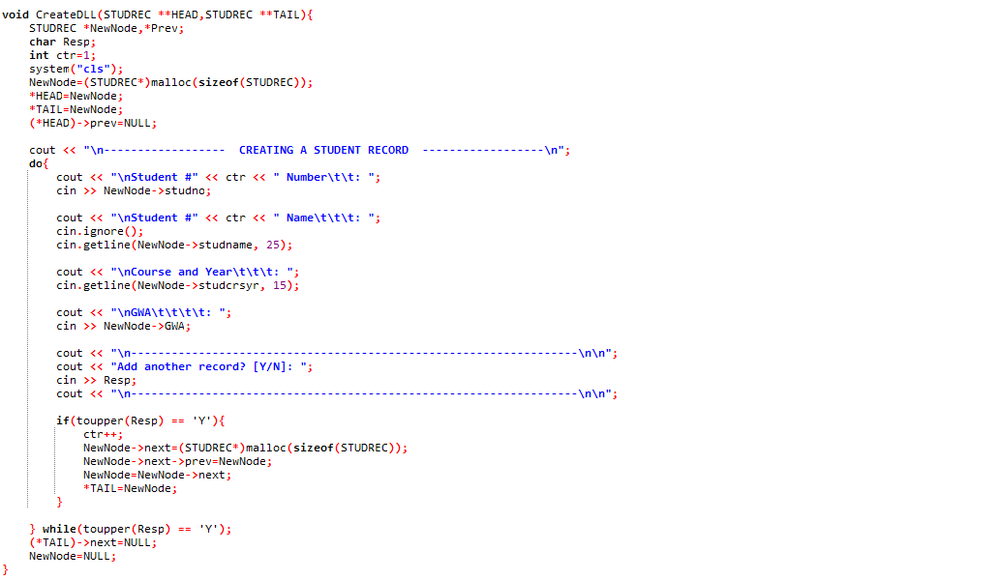 void CreateDLL(STUDREC **HEAD,STUDREC **TAIL){
    STUDREC *NewNode,*Prev;
    char Resp;
    int ctr=1;
    system("cls");
    NewNode=(STUDREC*)malloc(sizeof(STUDREC));
    *HEAD=NewNode;
    *TAIL=NewNode;
    (*HEAD)->prev=NULL;

    cout << "\n------------------  CREATING A STUDENT RECORD  ------------------\n";
    do{
        cout << "\nStudent #" << ctr << " Number\t\t: ";
        cin >> NewNode->studno;

        cout << "\nStudent #" << ctr << " Name\t\t\t: ";
        cin.ignore();
        cin.getline(NewNode->studname, 25);

        cout << "\nCourse and Year\t\t\t: ";
        cin.getline(NewNode->studcrsyr, 15);

        cout << "\nGWA\t\t\t\t: ";
        cin >> NewNode->GWA;

        cout << "\n------------------------------------------------------------------\n\n";
        cout << "Add another record? [Y/N]: ";
        cin >> Resp;
        cout << "\n------------------------------------------------------------------\n\n";

        if(toupper(Resp) == 'Y'){
            ctr++;
            NewNode->next=(STUDREC*)malloc(sizeof(STUDREC));
            NewNode->next->prev=NewNode;
            NewNode=NewNode->next;
            *TAIL=NewNode;
        }

    } while(toupper(Resp) == 'Y');
    (*TAIL)->next=NULL;
    NewNode=NULL;
}